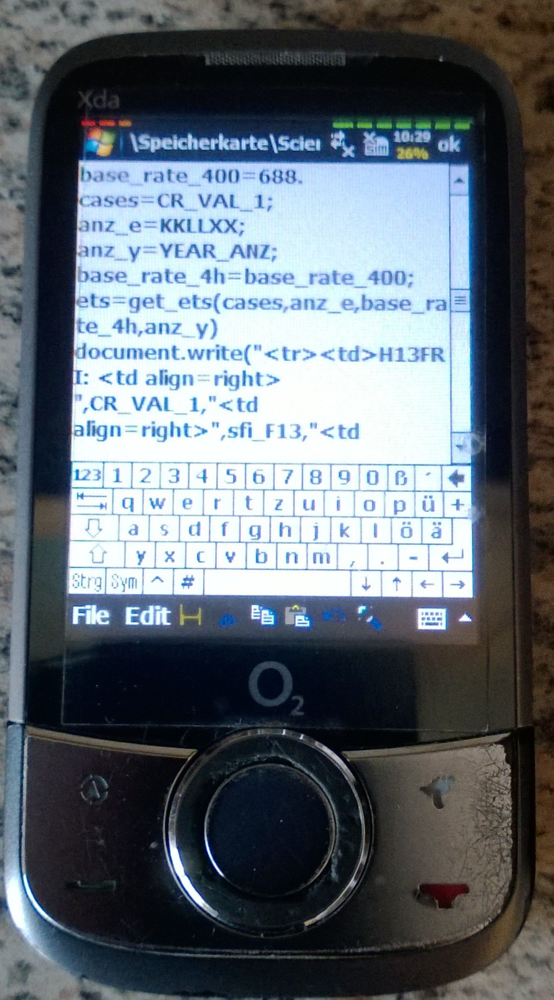 Xda
\Speicherkarte\Scier 10:29 ok
sim 26%
base_rate_400=688.
cases=CR_VAL_1;
anz_e=KKLLXX;
anz_y=YEAR_ANZ;
base_rate_4h=base_rate_400;
ets=get_ets(cases,anz_e,base_ra
te_4h,anz_y)
document.write("<tr><td>H13FR
I: <td align=right>
",CR_VAL_1,"<td
align=right>",sfi_F13,"<td
123 1 2 3 4 5 6 7 8 9 0 ß ´
q w e r t z u i o p ü +
a s d f g h j k l ö ä
y x c v b n m , . -
Strg Sym ^ # ↓ ↑ ← →
File Edit
O2